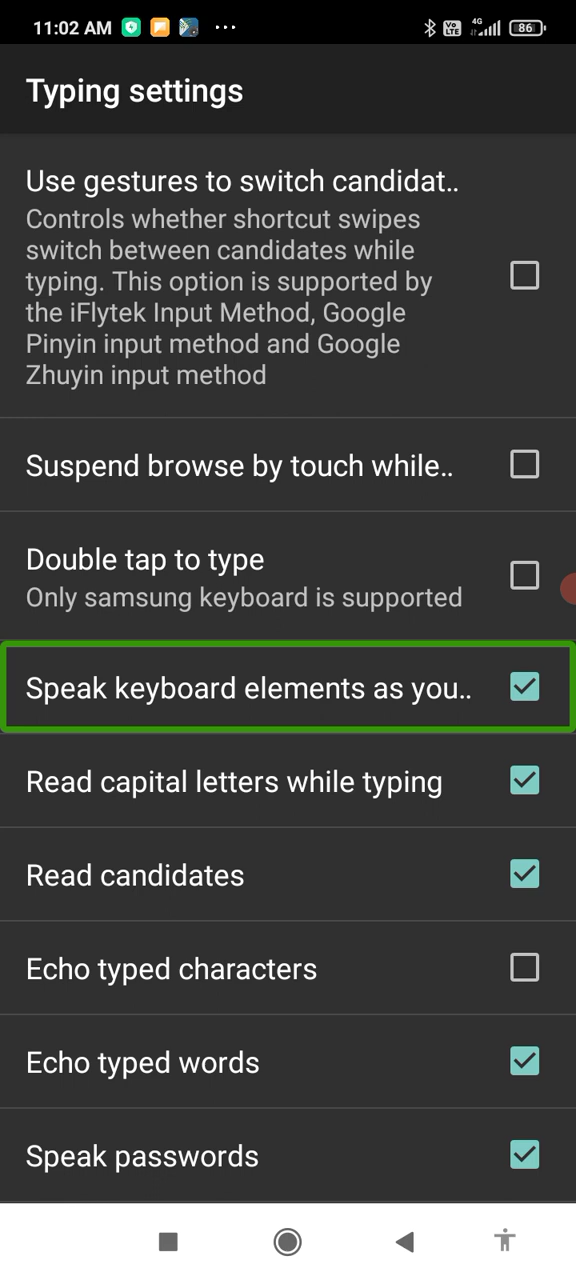 11:02 AM
Vo LTE 4G 86
Typing settings
Use gestures to switch candidat..
Controls whether shortcut swipes
switch between candidates while
typing. This option is supported by
the iFlytek Input Method, Google
Pinyin input method and Google
Zhuyin input method
Suspend browse by touch while..
Double tap to type
Only samsung keyboard is supported
Speak keyboard elements as you..
Read capital letters while typing
Read candidates
Echo typed characters
Echo typed words
Speak passwords